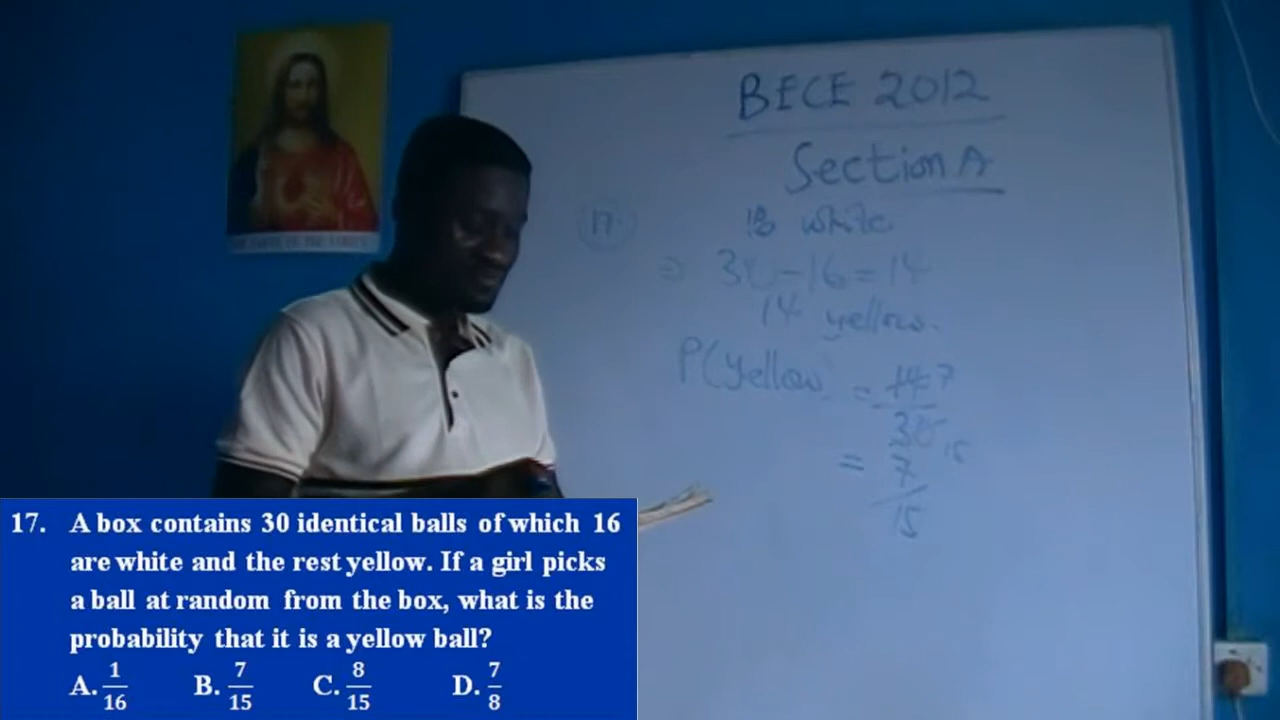 BECE 2012
Section A
17.
16 white
⇒ 30 - 16 = 14
14 yellow.
P(yellow) = 14 7
30 15
= 7
15
17. A box contains 30 identical balls of which 16
are white and the rest yellow. If a girl picks
a ball at random from the box, what is the
probability that it is a yellow ball?
A. 1/16 B. 7/15 C. 8/15 D. 7/8